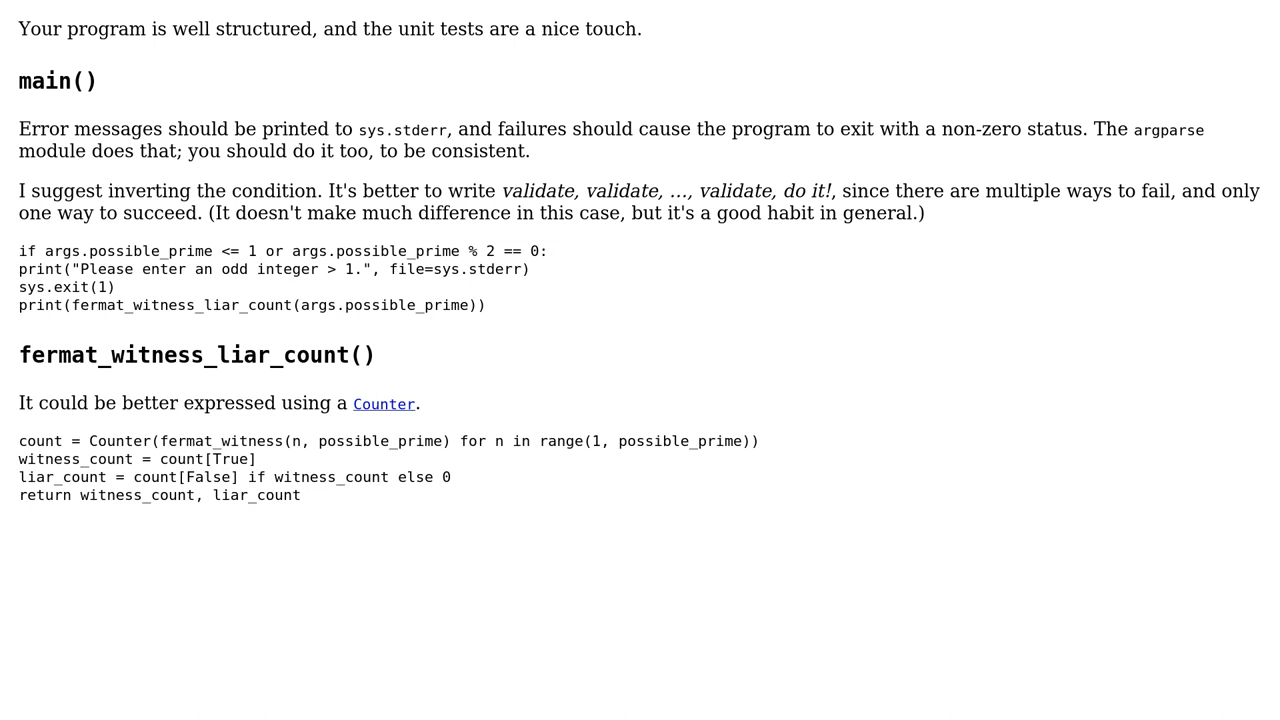 Your program is well structured, and the unit tests are a nice touch.
main()
Error messages should be printed to sys.stderr, and failures should cause the program to exit with a non-zero status. The argparse
module does that; you should do it too, to be consistent.
I suggest inverting the condition. It's better to write validate, validate, …, validate, do it!, since there are multiple ways to fail, and only
one way to succeed. (It doesn't make much difference in this case, but it's a good habit in general.)
if args.possible_prime <= 1 or args.possible_prime % 2 == 0:
print("Please enter an odd integer > 1.", file=sys.stderr)
sys.exit(1)
print(fermat_witness_liar_count(args.possible_prime))
fermat_witness_liar_count()
It could be better expressed using a Counter.
count = Counter(fermat_witness(n, possible_prime) for n in range(1, possible_prime))
witness_count = count[True]
liar_count = count[False] if witness_count else 0
return witness_count, liar_count